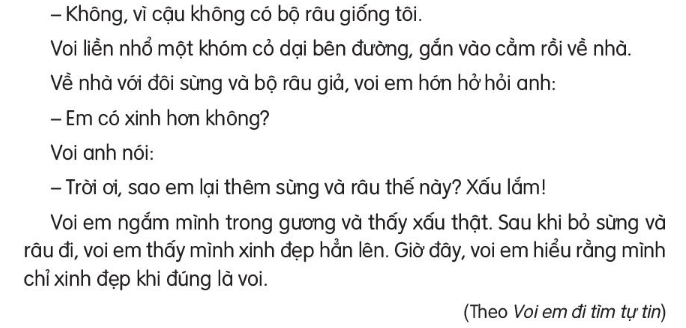 – Không, vì cậu không có bộ râu giống tôi.
Voi liền nhổ một khóm cỏ dại bên đường, gắn vào cằm rồi về nhà.
Về nhà với đôi sừng và bộ râu giả, voi em hớn hở hỏi anh:
– Em có xinh hơn không?
Voi anh nói:
– Trời ơi, sao em lại thêm sừng và râu thế này? Xấu lắm!
Voi em ngắm mình trong gương và thấy xấu thật. Sau khi bỏ sừng và
râu đi, voi em thấy mình xinh đẹp hẳn lên. Giờ đây, voi em hiểu rằng mình
chỉ xinh đẹp khi đúng là voi.
(Theo Voi em đi tìm tự tin)